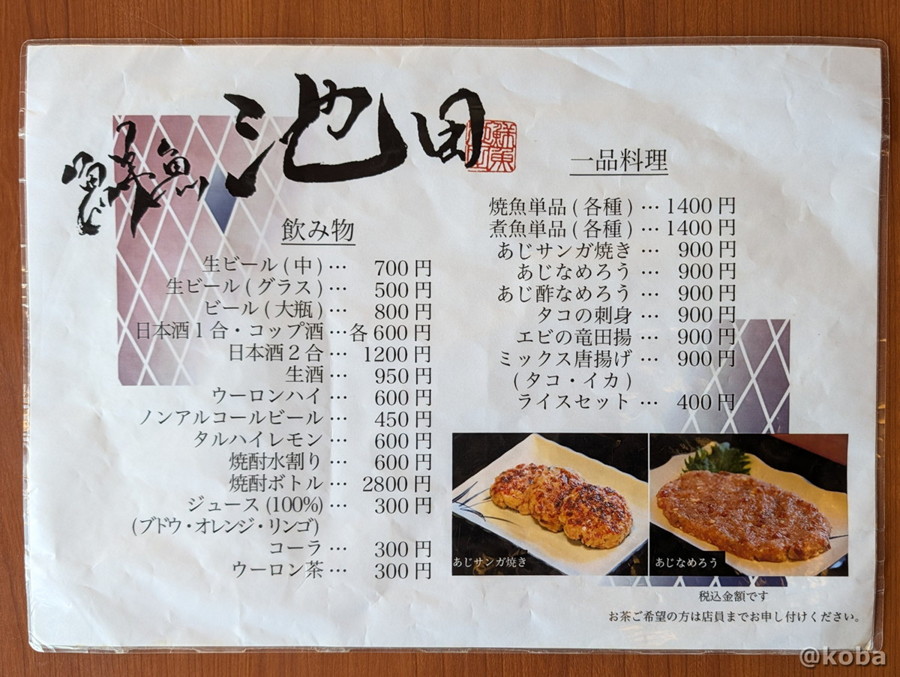 鮮魚
池田
鮮魚
飲み物
生ビール(中)… 700円
生ビール(グラス)… 500円
ビール(大瓶)… 800円
日本酒1合・コップ酒…各600円
日本酒2合… 1200円
生酒… 950円
ウーロンハイ… 600円
ノンアルコールビール… 450円
タルハイレモン… 600円
焼酎水割り… 600円
焼酎ボトル… 2800円
ジュース(100%)… 300円
(ブドウ・オレンジ・リンゴ)
コーラ… 300円
ウーロン茶… 300円
一品料理
焼魚単品(各種)… 1400円
煮魚単品(各種)… 1400円
あじサンガ焼き… 900円
あじなめろう… 900円
あじ酢なめろう… 900円
タコの刺身… 900円
エビの竜田揚… 900円
ミックス唐揚げ… 900円
(タコ・イカ)
ライスセット… 400円
あじサンガ焼き
あじなめろう
税込金額です
お茶ご希望の方は店員までお申し付けください。
@koba